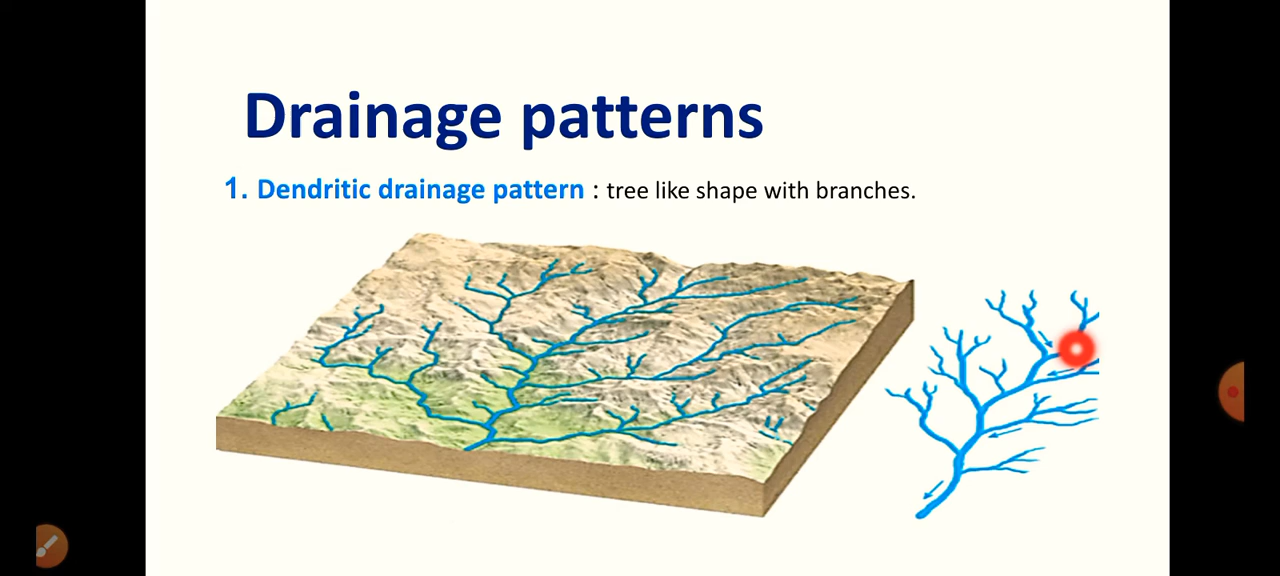 Drainage patterns
1. Dendritic drainage pattern : tree like shape with branches.